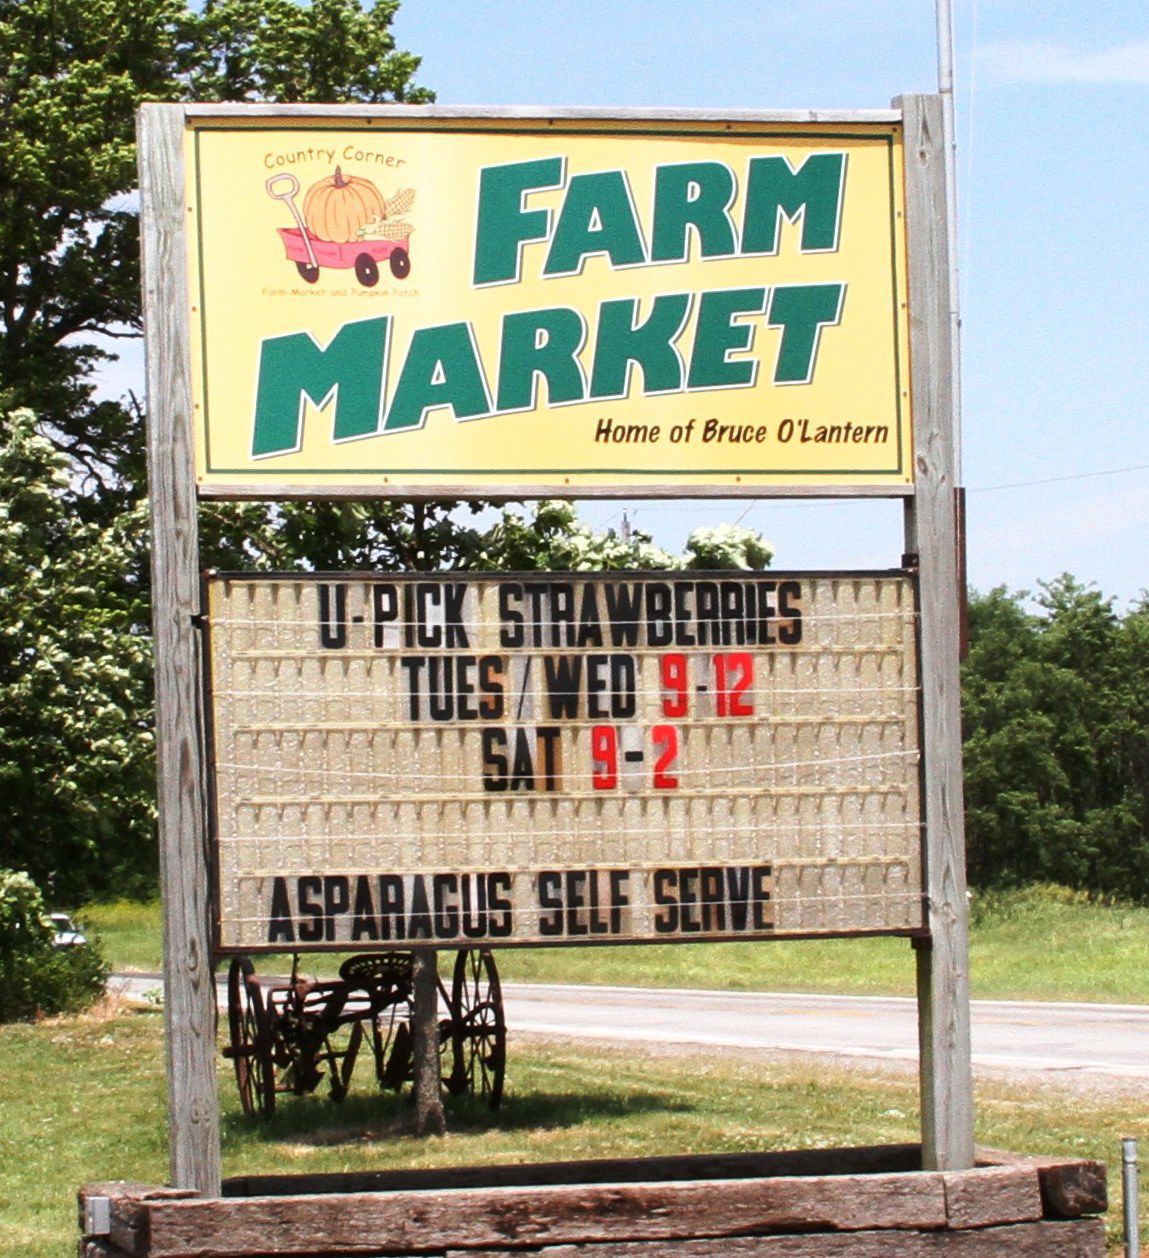 Country Corner
Farm Market and Pumpkin Patch
FARM
MARKET
Home of Bruce O'Lantern
U-PICK STRAWBERRIES
TUES/WED 9-12
SAT 9-2
ASPARAGUS SELF SERVE